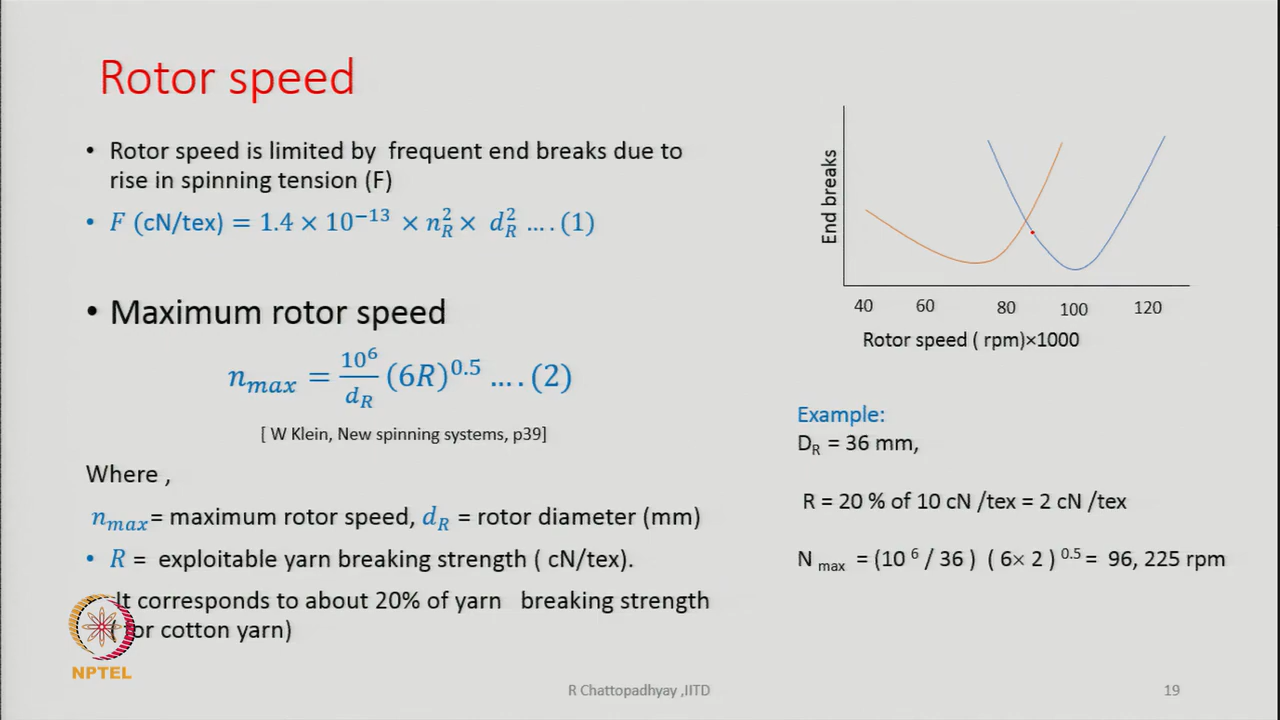 Rotor speed
• Rotor speed is limited by frequent end breaks due to
rise in spinning tension (F)
• F (cN/tex) = 1.4 × 10⁻¹³ × n_R² × d_R² … . (1)
• Maximum rotor speed
n_max = 10⁶/d_R (6R)^0.5 … . (2)
[ W Klein, New spinning systems, p39]
Where ,
n_max = maximum rotor speed, d_R = rotor diameter (mm)
• R = exploitable yarn breaking strength ( cN/tex).
It corresponds to about 20% of yarn breaking strength
( for cotton yarn)
NPTEL
End breaks
40 60 80 100 120
Rotor speed ( rpm)×1000
Example:
D_R = 36 mm,
R = 20 % of 10 cN /tex = 2 cN /tex
N_max = (10⁶ / 36 ) ( 6× 2 )^0.5 = 96, 225 rpm
R Chattopadhyay ,IITD
19